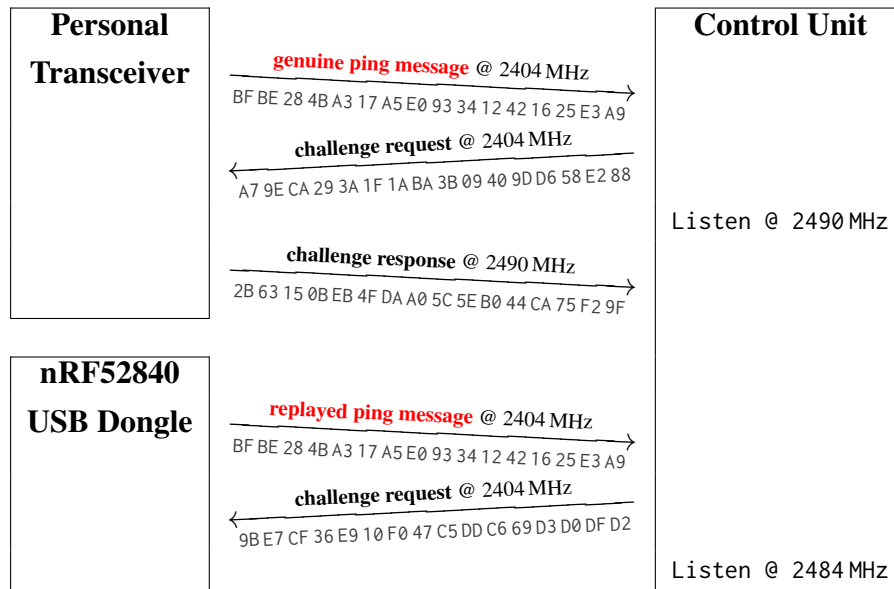 Personal
Transceiver
Control Unit
genuine ping message @ 2404 MHz
BF BE 28 4B A3 17 A5 E0 93 34 12 42 16 25 E3 A9
challenge request @ 2404 MHz
A7 9E CA 29 3A 1F 1A BA 3B 09 40 9D D6 58 E2 88
Listen @ 2490 MHz
challenge response @ 2490 MHz
2B 63 15 0B EB 4F DA A0 5C 5E B0 44 CA 75 F2 9F
nRF52840
USB Dongle
replayed ping message @ 2404 MHz
BF BE 28 4B A3 17 A5 E0 93 34 12 42 16 25 E3 A9
challenge request @ 2404 MHz
9B E7 CF 36 E9 10 F0 47 C5 DD C6 69 D3 D0 DF D2
Listen @ 2484 MHz